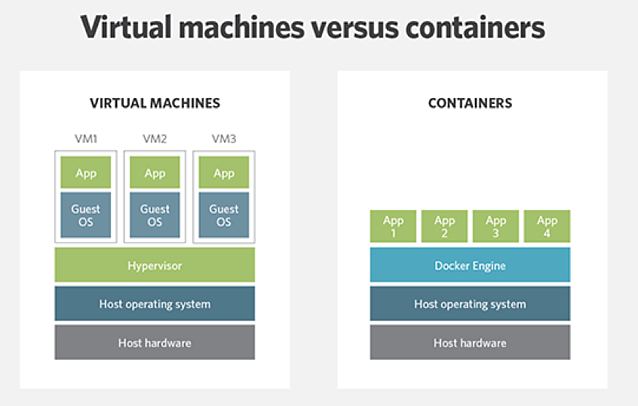 Virtual machines versus containers
VIRTUAL MACHINES
VM1 VM2 VM3
App App App
Guest Guest Guest
OS OS OS
Hypervisor
Host operating system
Host hardware
CONTAINERS
App App App App
1 2 3 4
Docker Engine
Host operating system
Host hardware